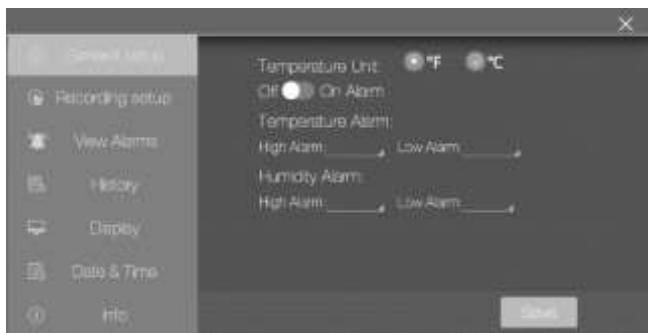 General setup
Recording setup
View Alarms
History
Display
Date & Time
Info
Temperature Unit: °F °C
Off On Alarm
Temperature Alarm:
High Alarm: Low Alarm:
Humidity Alarm:
High Alarm: Low Alarm:
Save